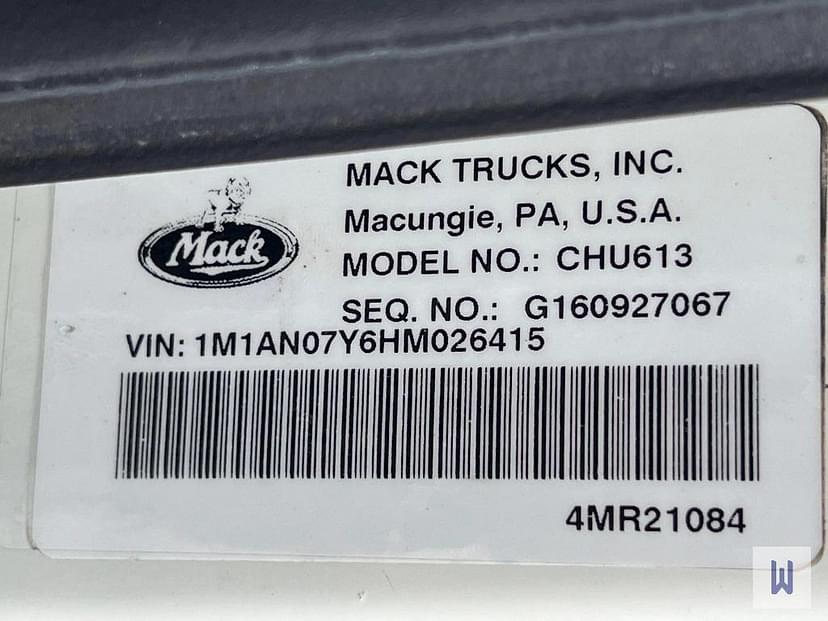 MACK TRUCKS, INC.
Mack
Macungie, PA, U.S.A.
MODEL NO.: CHU613
SEQ. NO.: G160927067
VIN: 1M1AN07Y6HM026415
4MR21084
W